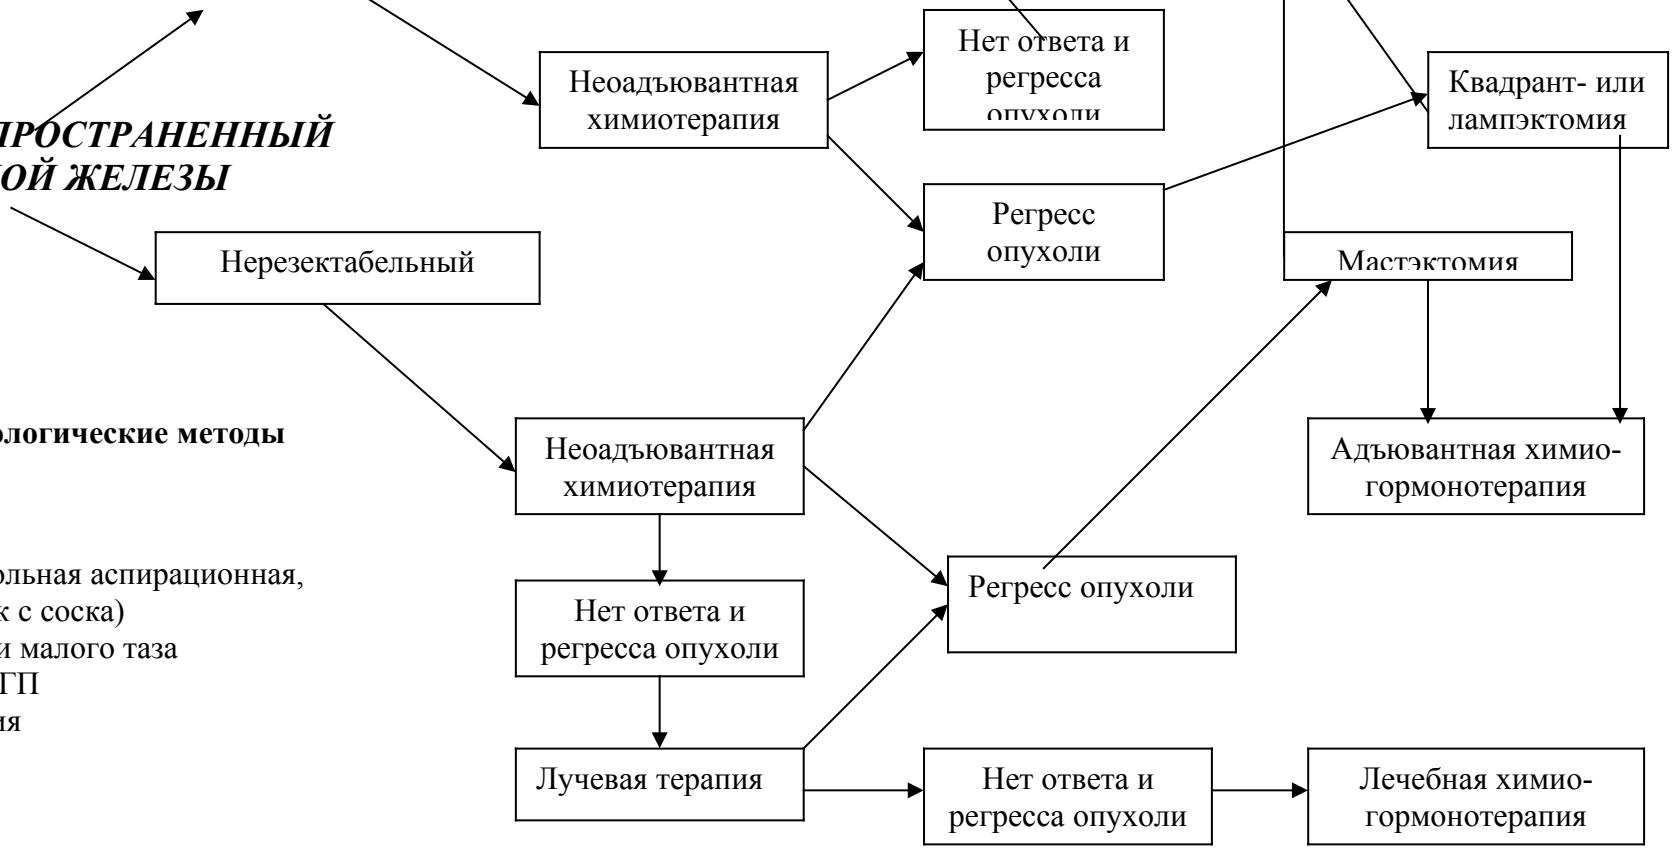 Нет ответа и
регресса
опухоли
Неоадъювантная
химиотерапия
Квадрант- или
лампэктомия
ПРОСТРАНЕННЫЙ
ОЙ ЖЕЛЕЗЫ
Регресс
опухоли
Нерезектабельный
Мастэктомия
ологические методы
Неоадъювантная
химиотерапия
Адъювантная химио-
гормонотерапия
ольная аспирационная,
к с соска)
и малого таза
ГП
ия
Нет ответа и
регресса опухоли
Регресс опухоли
Лучевая терапия
Нет ответа и
регресса опухоли
Лечебная химио-
гормонотерапия